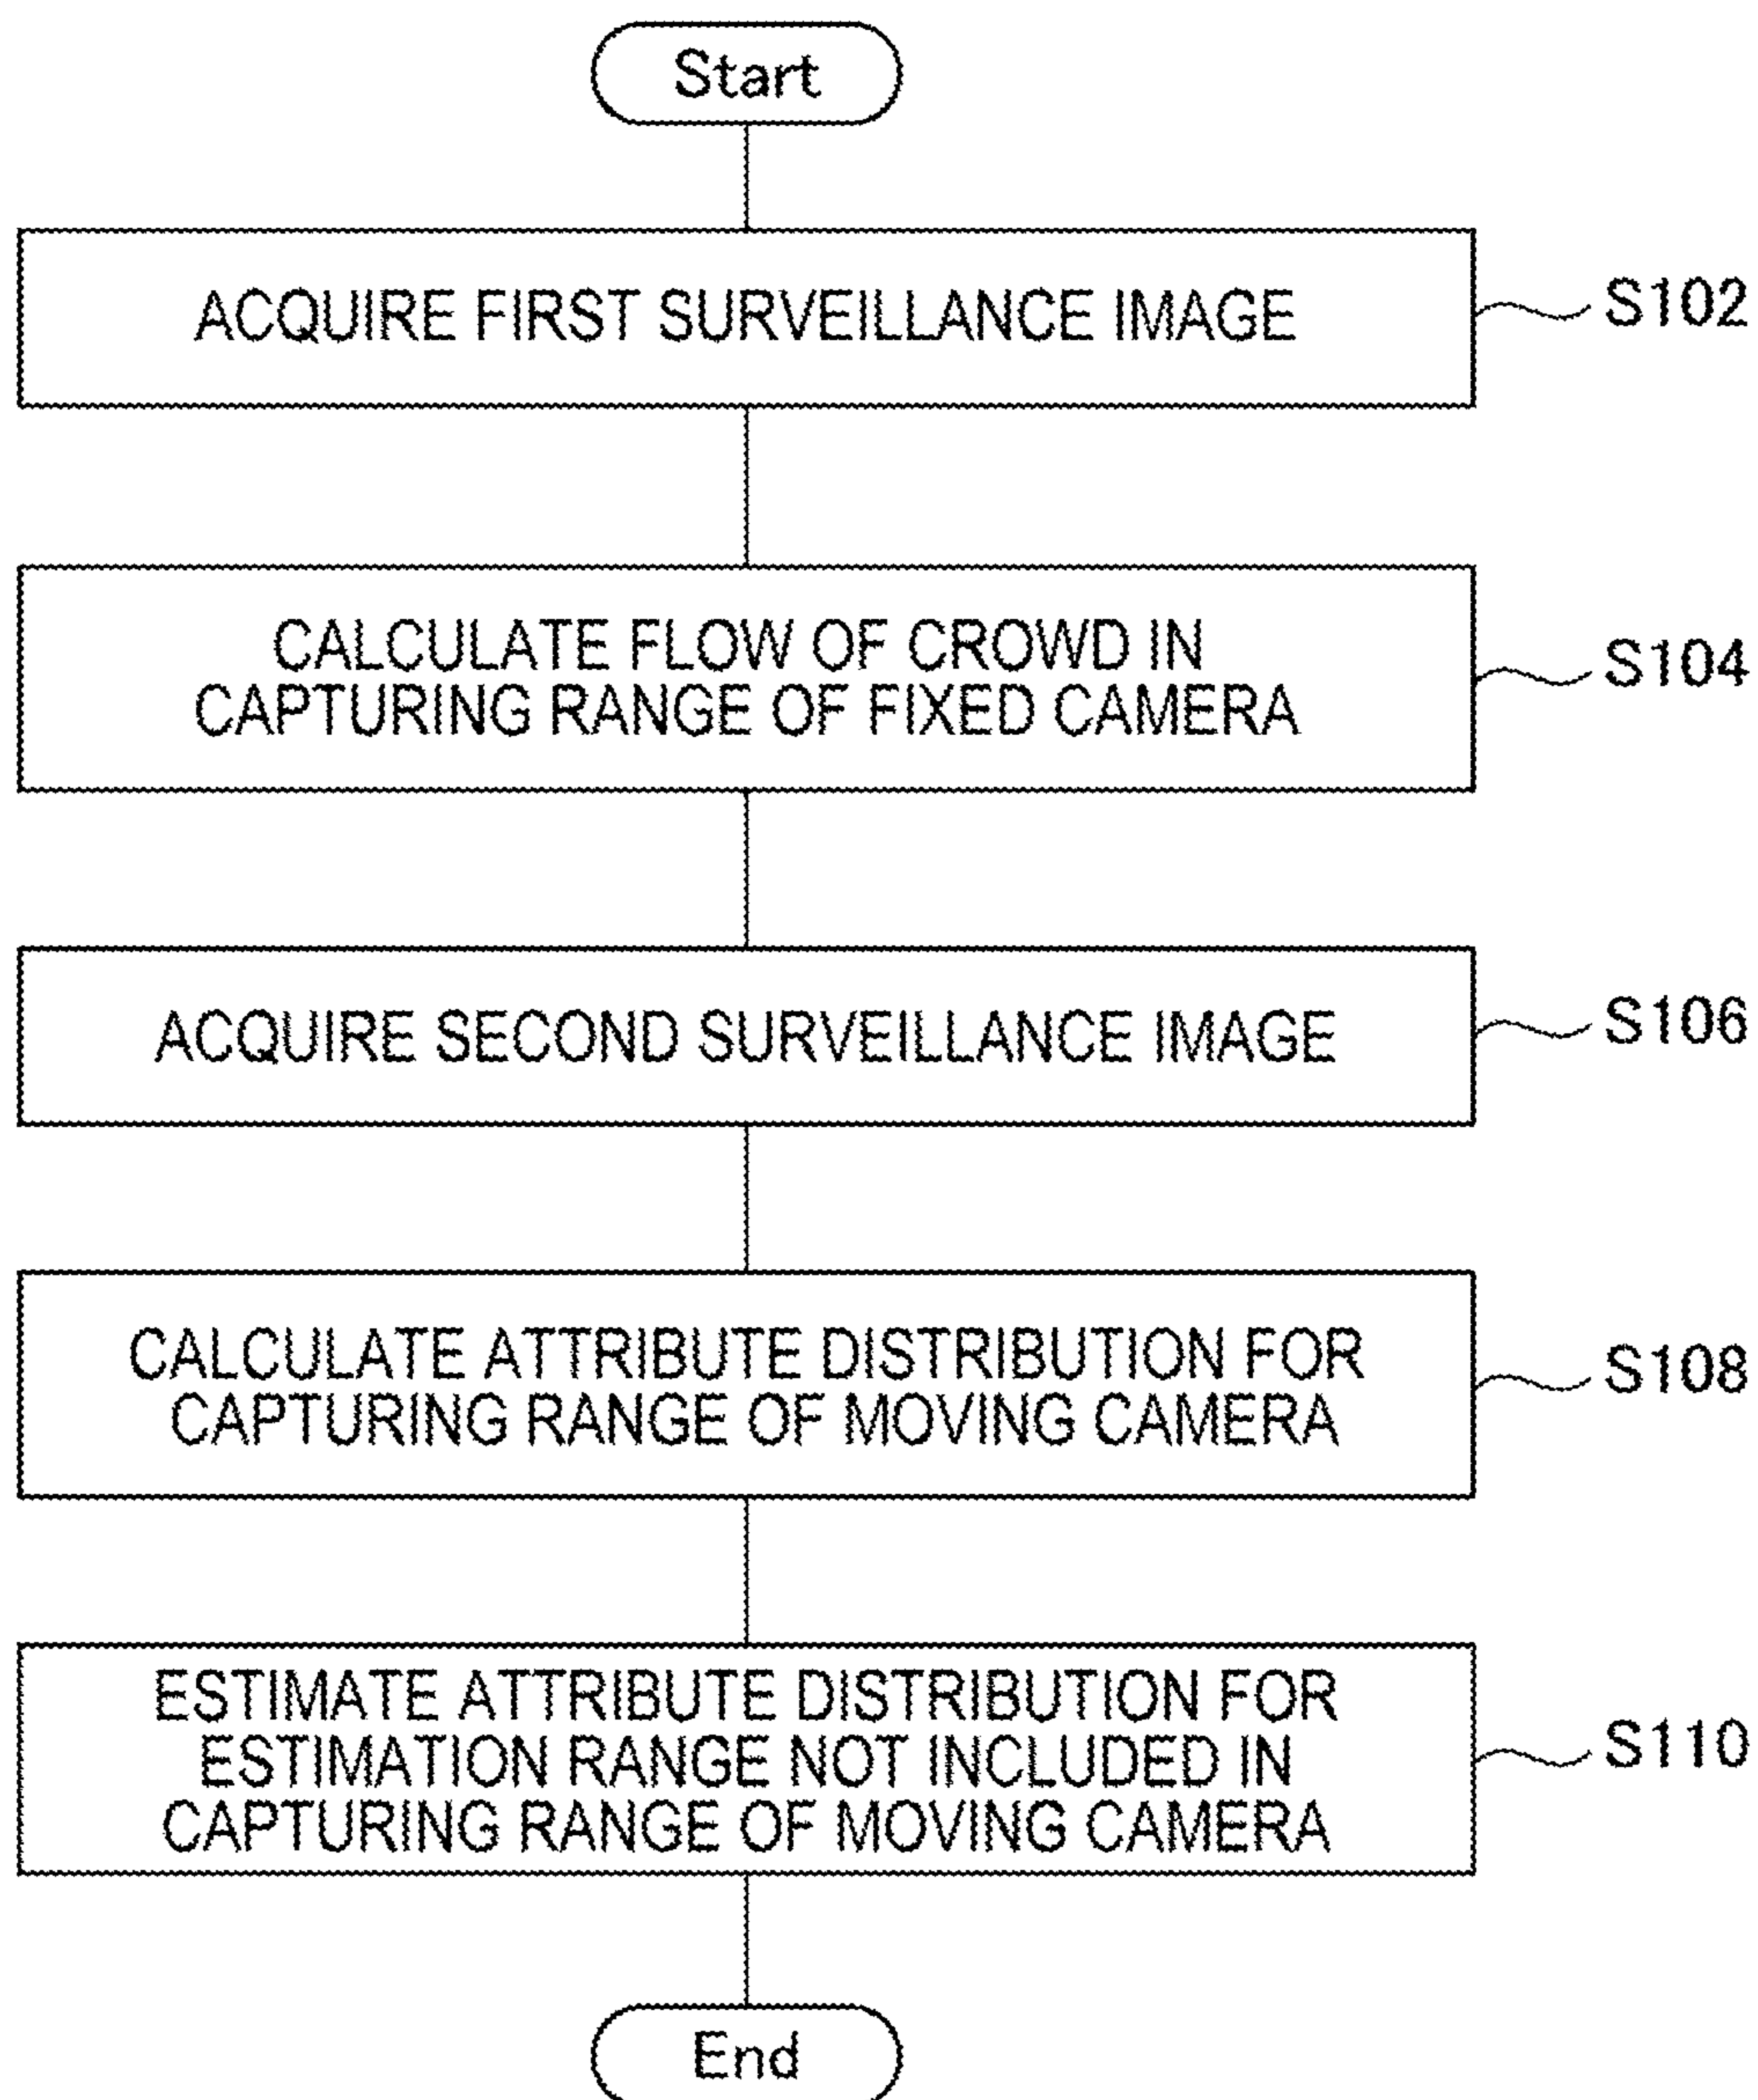 Start
ACQUIRE FIRST SURVEILLANCE IMAGE
S102
CALCULATE FLOW OF CROWD IN
CAPTURING RANGE OF FIXED CAMERA
S104
ACQUIRE SECOND SURVEILLANCE IMAGE
S106
CALCULATE ATTRIBUTE DISTRIBUTION FOR
CAPTURING RANGE OF MOVING CAMERA
S108
ESTIMATE ATTRIBUTE DISTRIBUTION FOR
ESTIMATION RANGE NOT INCLUDED IN
CAPTURING RANGE OF MOVING CAMERA
S110
End